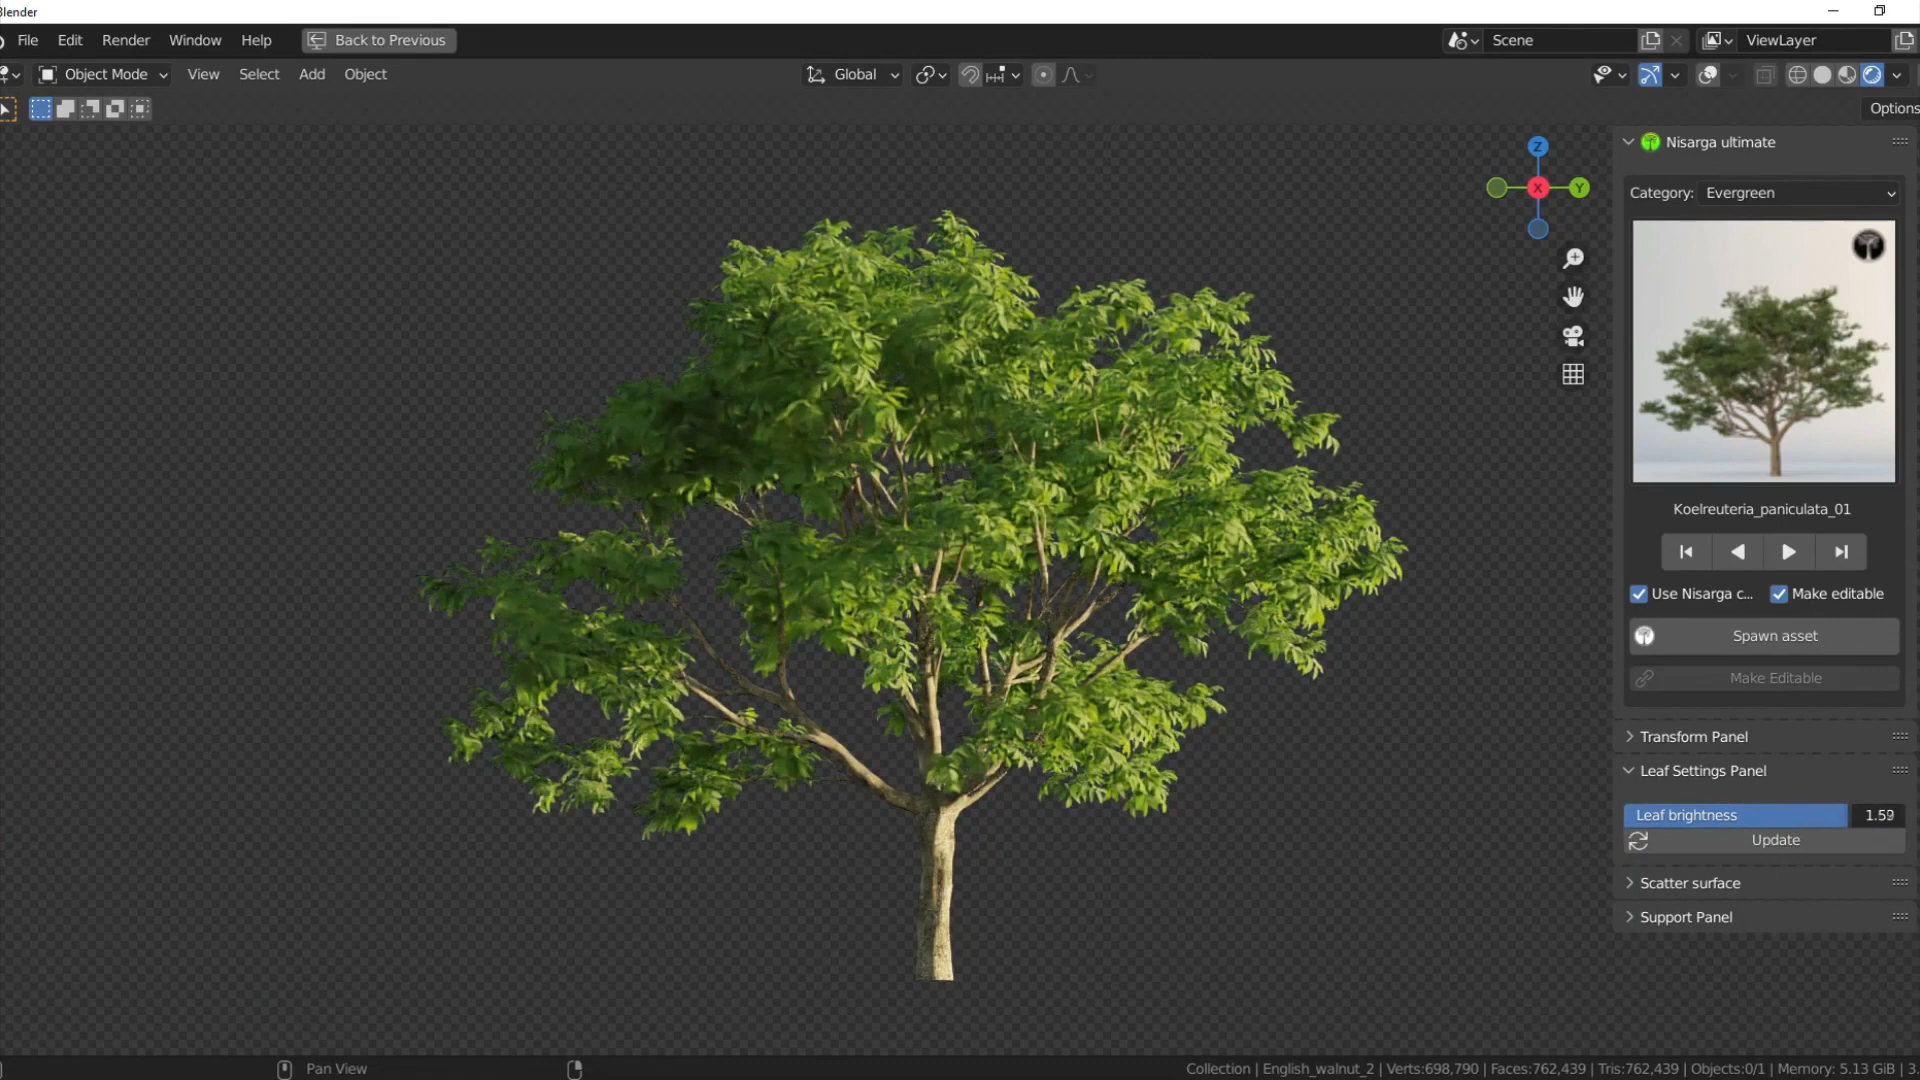 Blender
File Edit Render Window Help Back to Previous Scene ViewLayer
Object Mode View Select Add Object Global
Options
Nisarga ultimate
Z
X Y
Category: Evergreen
Koelreuteria_paniculata_01
Use Nisarga c... Make editable
Spawn asset
Make Editable
Transform Panel
Leaf Settings Panel
Leaf brightness 1.59
Update
Scatter surface
Support Panel
Pan View Collection | English_walnut_2 | Verts:698,790 | Faces:762,439 | Tris:762,439 | Objects:0/1 | Memory: 5.13 GiB | 3.